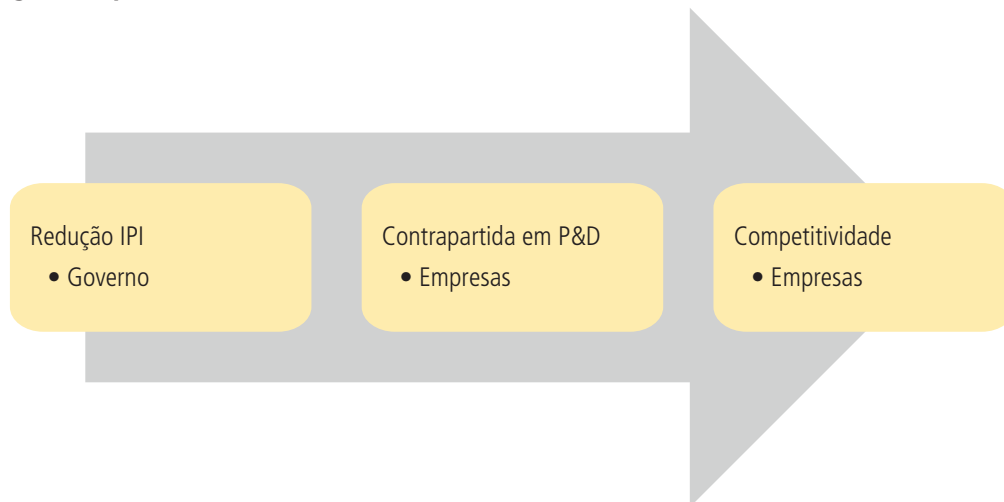 Redução IPI
• Governo
Contrapartida em P&D
• Empresas
Competitividade
• Empresas